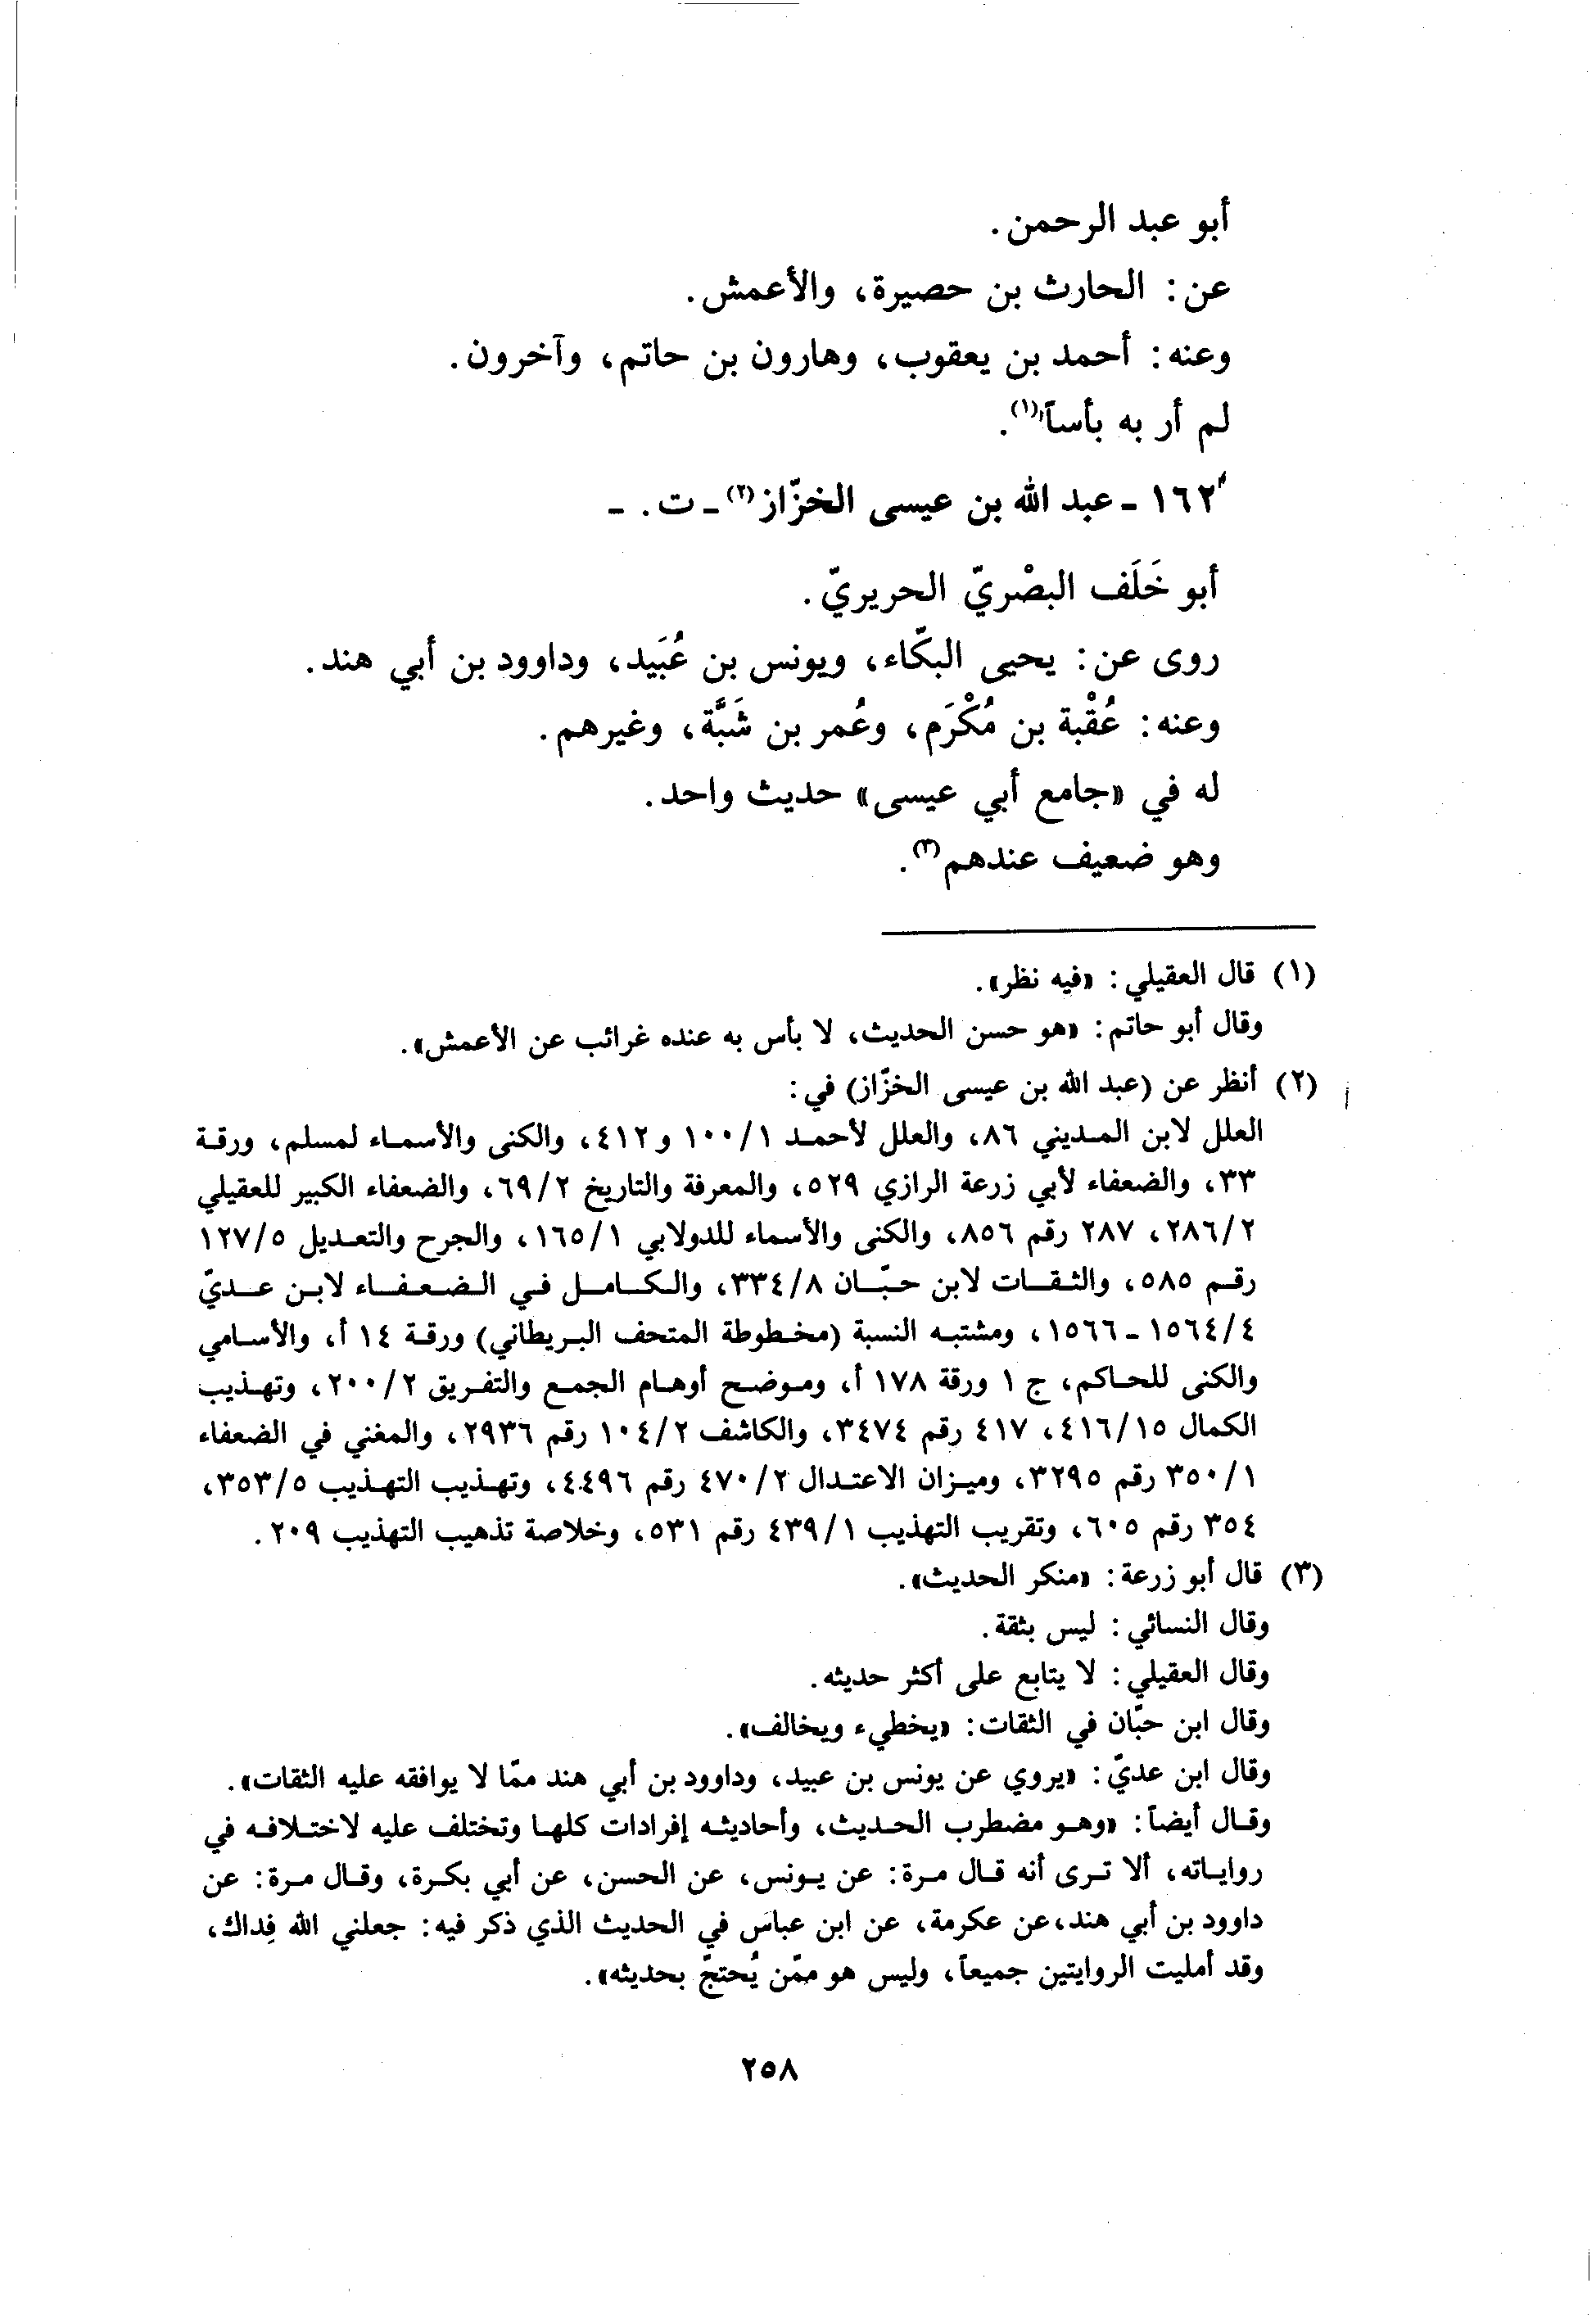 أبو عبد الرحمن.
عن: الحارث بن حصيرة، والأعمش.
وعنه: أحمد بن يعقوب، وهارون بن حاتم، وآخرون.
لم أر به بأساً(١).
١٦٢ ـ عبد الله بن عيسى الخزّاز(٢) ـ ت. ـ
أبو خَلَف البصْريّ الحريريّ.
روى عن: يحيى البكّاء، ويونس بن عُبَيد، وداوود بن أبي هند.
وعنه: عُقْبة بن مُكْرَم، وعُمر بن شَبَّة، وغيرهم.
له في «جامع أبي عيسى» حديث واحد.
وهو ضعيف عندهم(٣).
(١) قال العقيلي: «فيه نظر».
وقال أبو حاتم: «هو حسن الحديث، لا بأس به عنده غرائب عن الأعمش».
(٢) أنظر عن (عبد الله بن عيسى الخزّاز) في:
العلل لابن المديني ٨٦، والعلل لأحمد ١/١٠٠ و٤١٢، والكنى والأسماء لمسلم، ورقة
٣٣، والضعفاء لأبي زرعة الرازي ٥٢٩، والمعرفة والتاريخ ٢/٦٩، والضعفاء الكبير للعقيلي
٢/٢٨٦، ٢٨٧ رقم ٨٥٦، والكنى والأسماء للدولابي ١/١٦٥، والجرح والتعديل ٥/١٢٧
رقم ٥٨٥، والثقات لابن حبّان ٨/٣٣٤، والكامل في الضعفاء لابن عديّ
٤/١٥٦٤ ـ ١٥٦٦، ومشتبه النسبة (مخطوطة المتحف البريطاني) ورقة ١٤ أ، والأسامي
والكنى للحاكم، ج ١ ورقة ١٧٨ أ، وموضح أوهام الجمع والتفريق ٢/٢٠٠، وتهذيب
الكمال ١٥/٤١٦، ٤١٧ رقم ٣٤٧٤، والكاشف ٢/١٠٤ رقم ٢٩٣٦، والمغني في الضعفاء
١/٣٥٠ رقم ٣٢٩٥، وميزان الاعتدال ٢/٤٧٠ رقم ٤٤٩٦، وتهذيب التهذيب ٥/٣٥٣،
٣٥٤ رقم ٦٠٥، وتقريب التهذيب ١/٤٣٩ رقم ٥٣١، وخلاصة تذهيب التهذيب ٢٠٩.
(٣) قال أبو زرعة: «منكر الحديث».
وقال النسائي: ليس بثقة.
وقال العقيلي: لا يتابع على أكثر حديثه.
وقال ابن حبّان في الثقات: «يخطيء ويخالف».
وقال ابن عديّ: «يروي عن يونس بن عبيد، وداوود بن أبي هند ممّا لا يوافقه عليه الثقات».
وقال أيضاً: «وهو مضطرب الحديث، وأحاديثه إفرادات كلها وتختلف عليه لاختلافه في
رواياته، ألا ترى أنه قال مرة: عن يونس، عن الحسن، عن أبي بكرة، وقال مرة: عن
داوود بن أبي هند، عن عكرمة، عن ابن عباس في الحديث الذي ذكر فيه: جعلني الله فِداك،
وقد أمليت الروايتين جميعاً، وليس هو ممّن يُحتجّ بحديثه».
٢٥٨